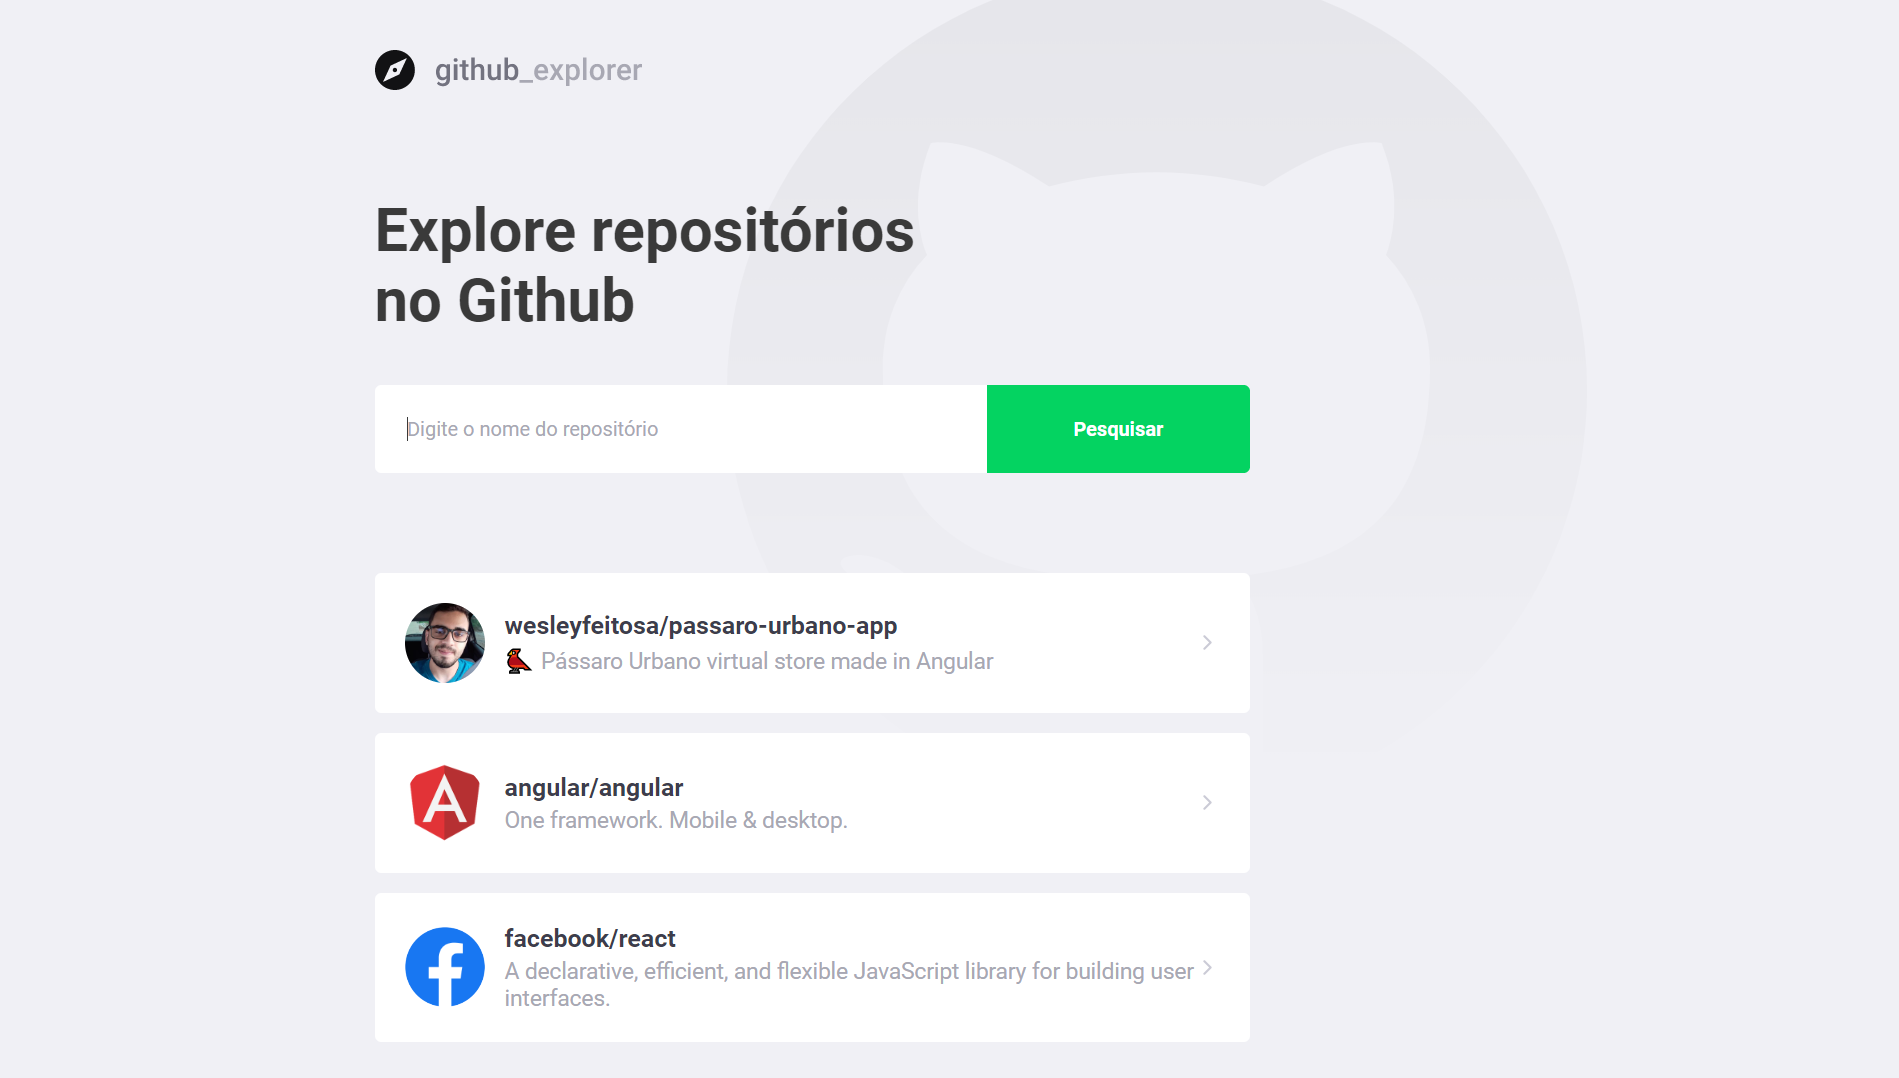 github_explorer
Explore repositórios
no Github
Digite o nome do repositório
Pesquisar
wesleyfeitosa/passaro-urbano-app
Pássaro Urbano virtual store made in Angular
angular/angular
One framework. Mobile & desktop.
facebook/react
A declarative, efficient, and flexible JavaScript library for building user
interfaces.